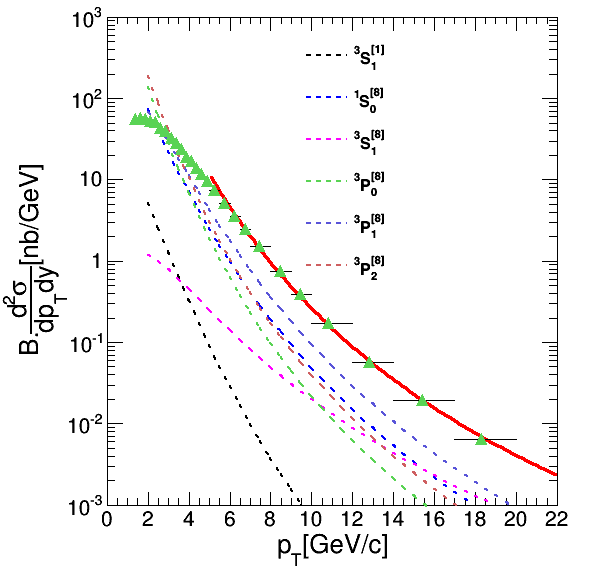 10³
10²
10
1
10⁻¹
10⁻²
10⁻³
B.d²σ/dp_T dy[nb/GeV]
³S₁^[1]
¹S₀^[8]
³S₁^[8]
³P₀^[8]
³P₁^[8]
³P₂^[8]
0 2 4 6 8 10 12 14 16 18 20 22
p_T[GeV/c]